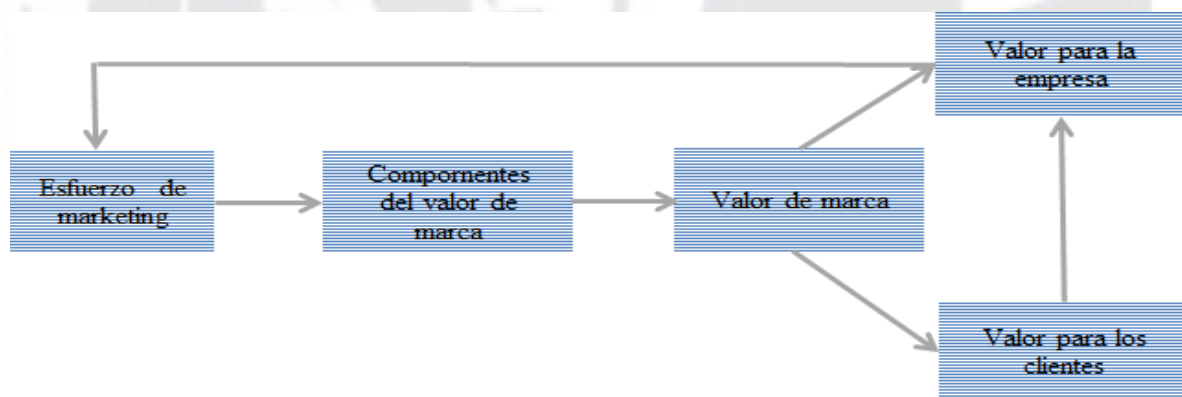 Valor para la
empresa
Esfuerzo de
marketing
Compornentes
del valor de
marca
Valor de marca
Valor para los
clientes